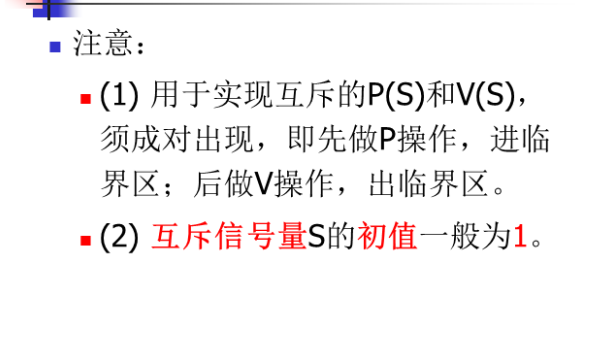 注意：
(1) 用于实现互斥的P(S)和V(S)，
须成对出现，即先做P操作，进临
界区；后做V操作，出临界区。
(2) 互斥信号量S的初值一般为1。